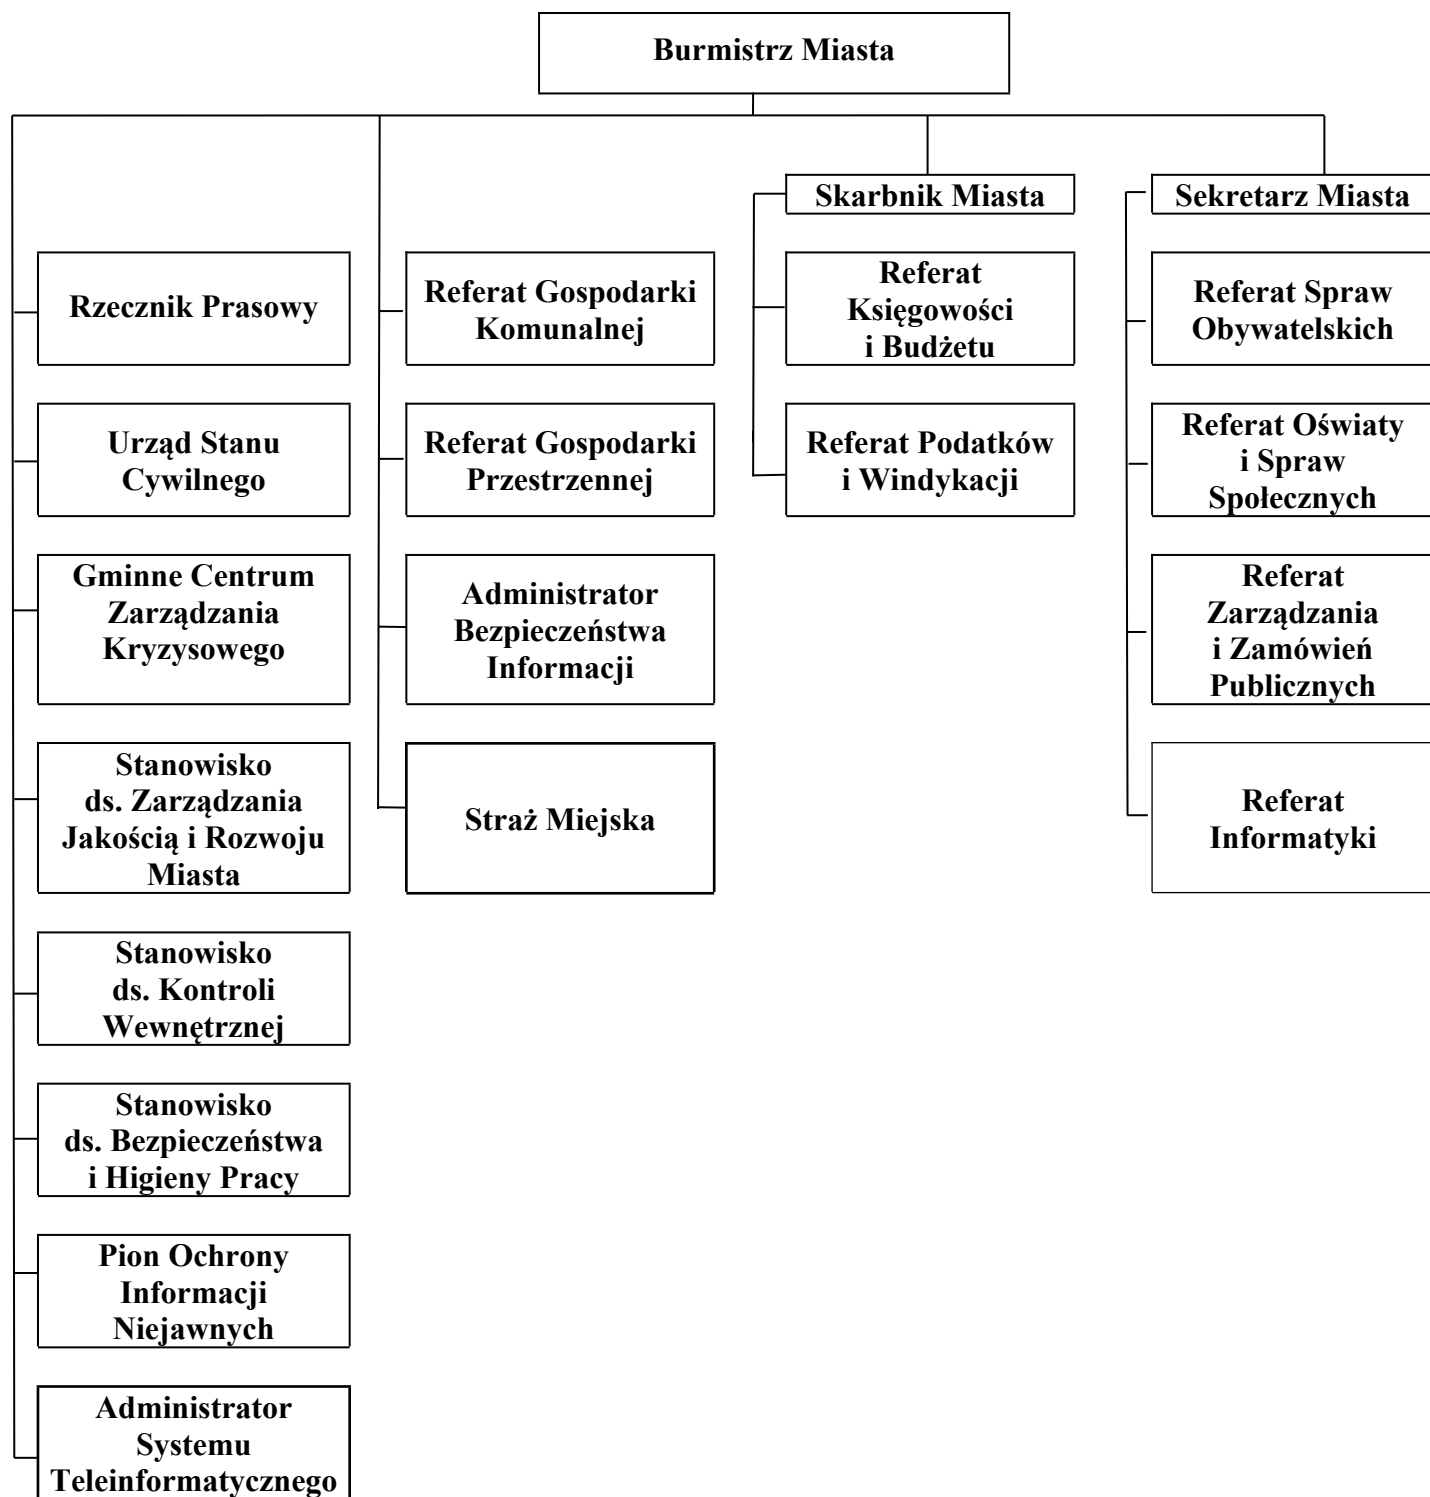 Burmistrz Miasta
Skarbnik Miasta
Sekretarz Miasta
Rzecznik Prasowy
Referat Gospodarki
Komunalnej
Referat
Księgowości
i Budżetu
Referat Spraw
Obywatelskich
Urząd Stanu
Cywilnego
Referat Gospodarki
Przestrzennej
Referat Podatków
i Windykacji
Referat Oświaty
i Spraw
Społecznych
Gminne Centrum
Zarządzania
Kryzysowego
Administrator
Bezpieczeństwa
Informacji
Referat
Zarządzania
i Zamówień
Publicznych
Stanowisko
ds. Zarządzania
Jakością i Rozwoju
Miasta
Straż Miejska
Referat
Informatyki
Stanowisko
ds. Kontroli
Wewnętrznej
Stanowisko
ds. Bezpieczeństwa
i Higieny Pracy
Pion Ochrony
Informacji
Niejawnych
Administrator
Systemu
Teleinformatycznego